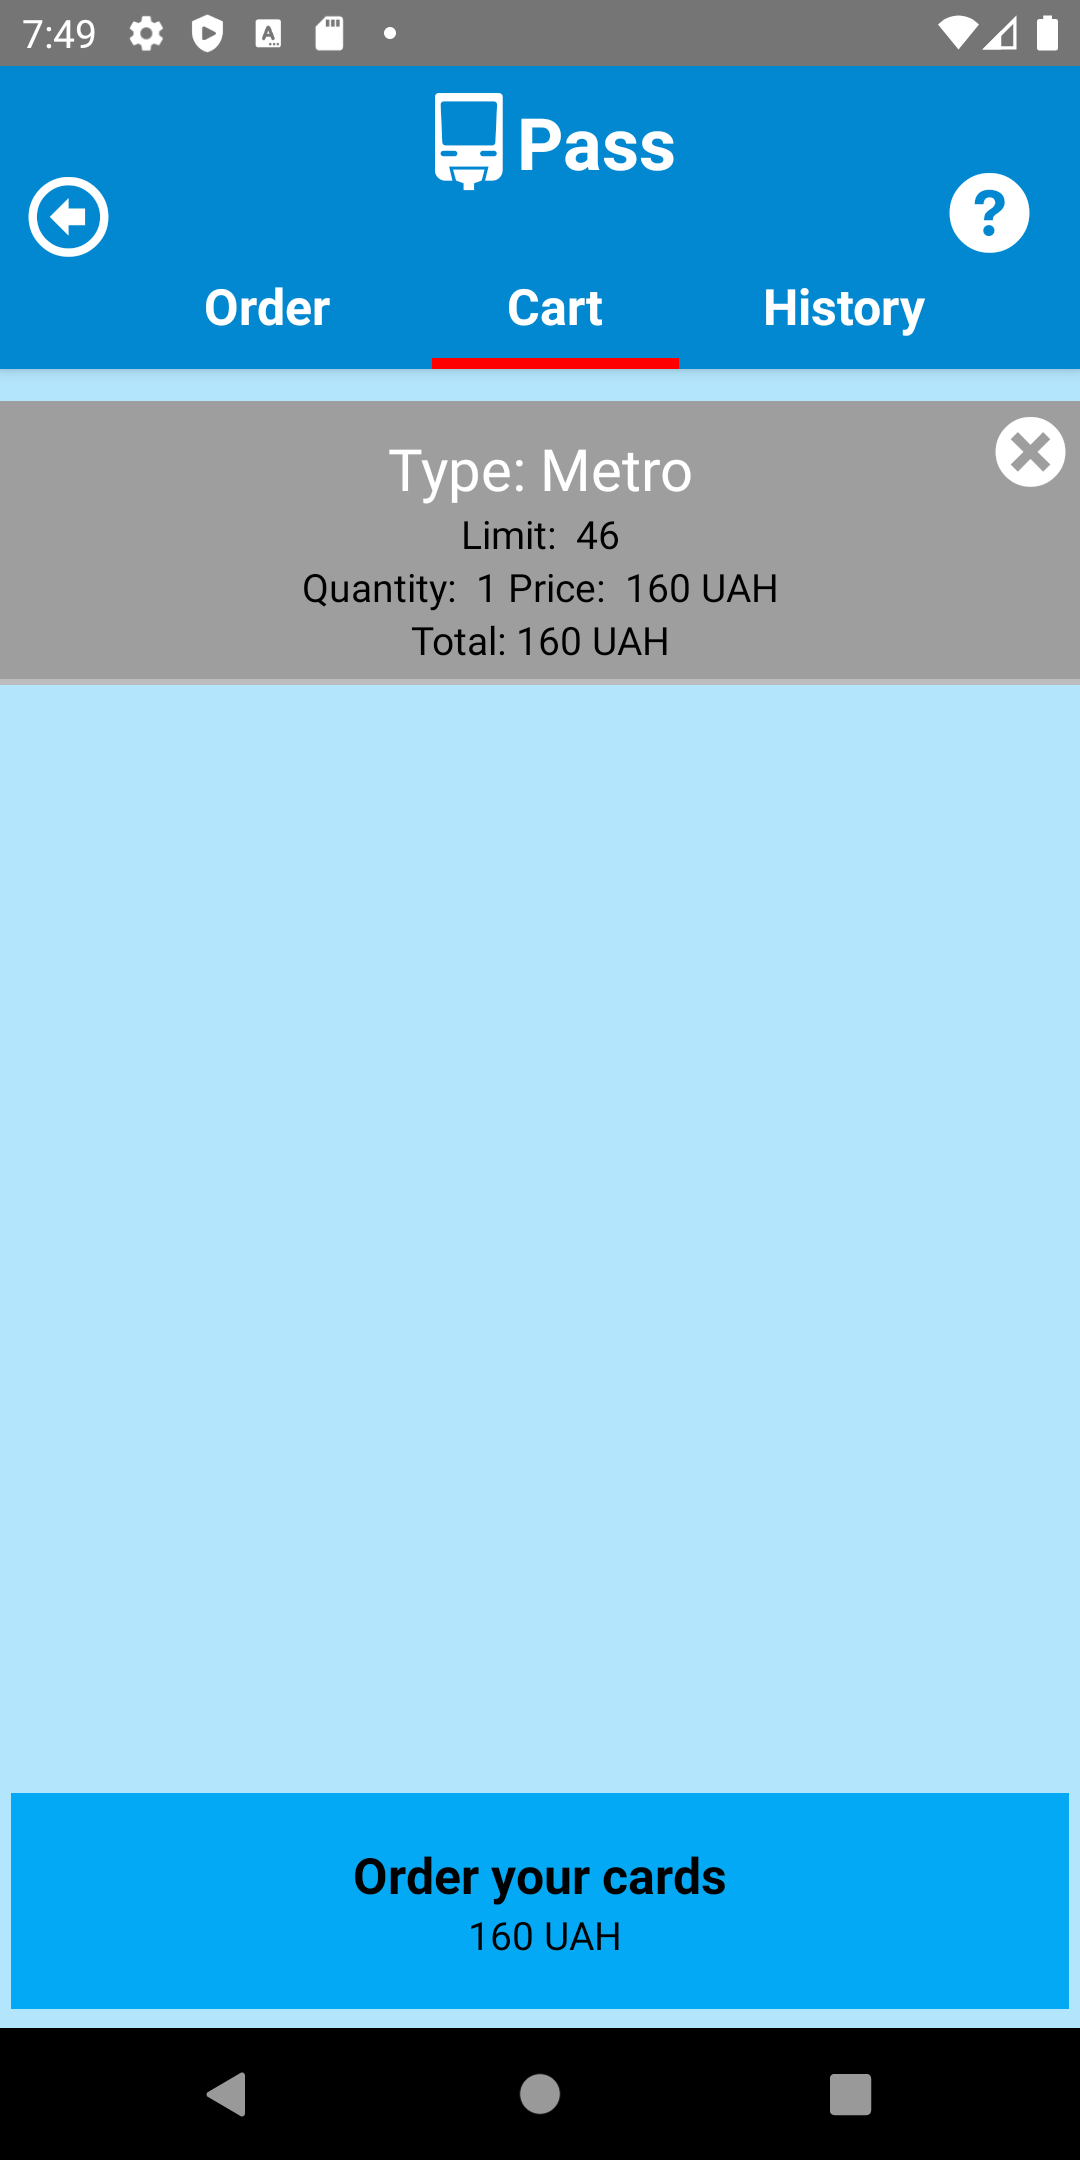 7:49
Pass
Order Cart History
Type: Metro
Limit: 46
Quantity: 1 Price: 160 UAH
Total: 160 UAH
Order your cards
160 UAH